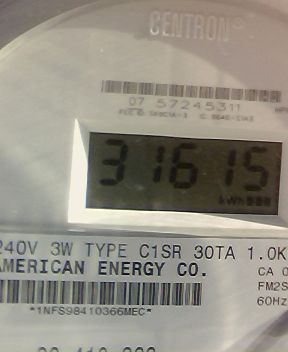 CENTRON®
07 57245311
31615
kWh
240V 3W TYPE C1SR 30TA 1.0K
AMERICAN ENERGY CO.
CA 0
FM2S
60Hz
*1NFS98410366MEC*